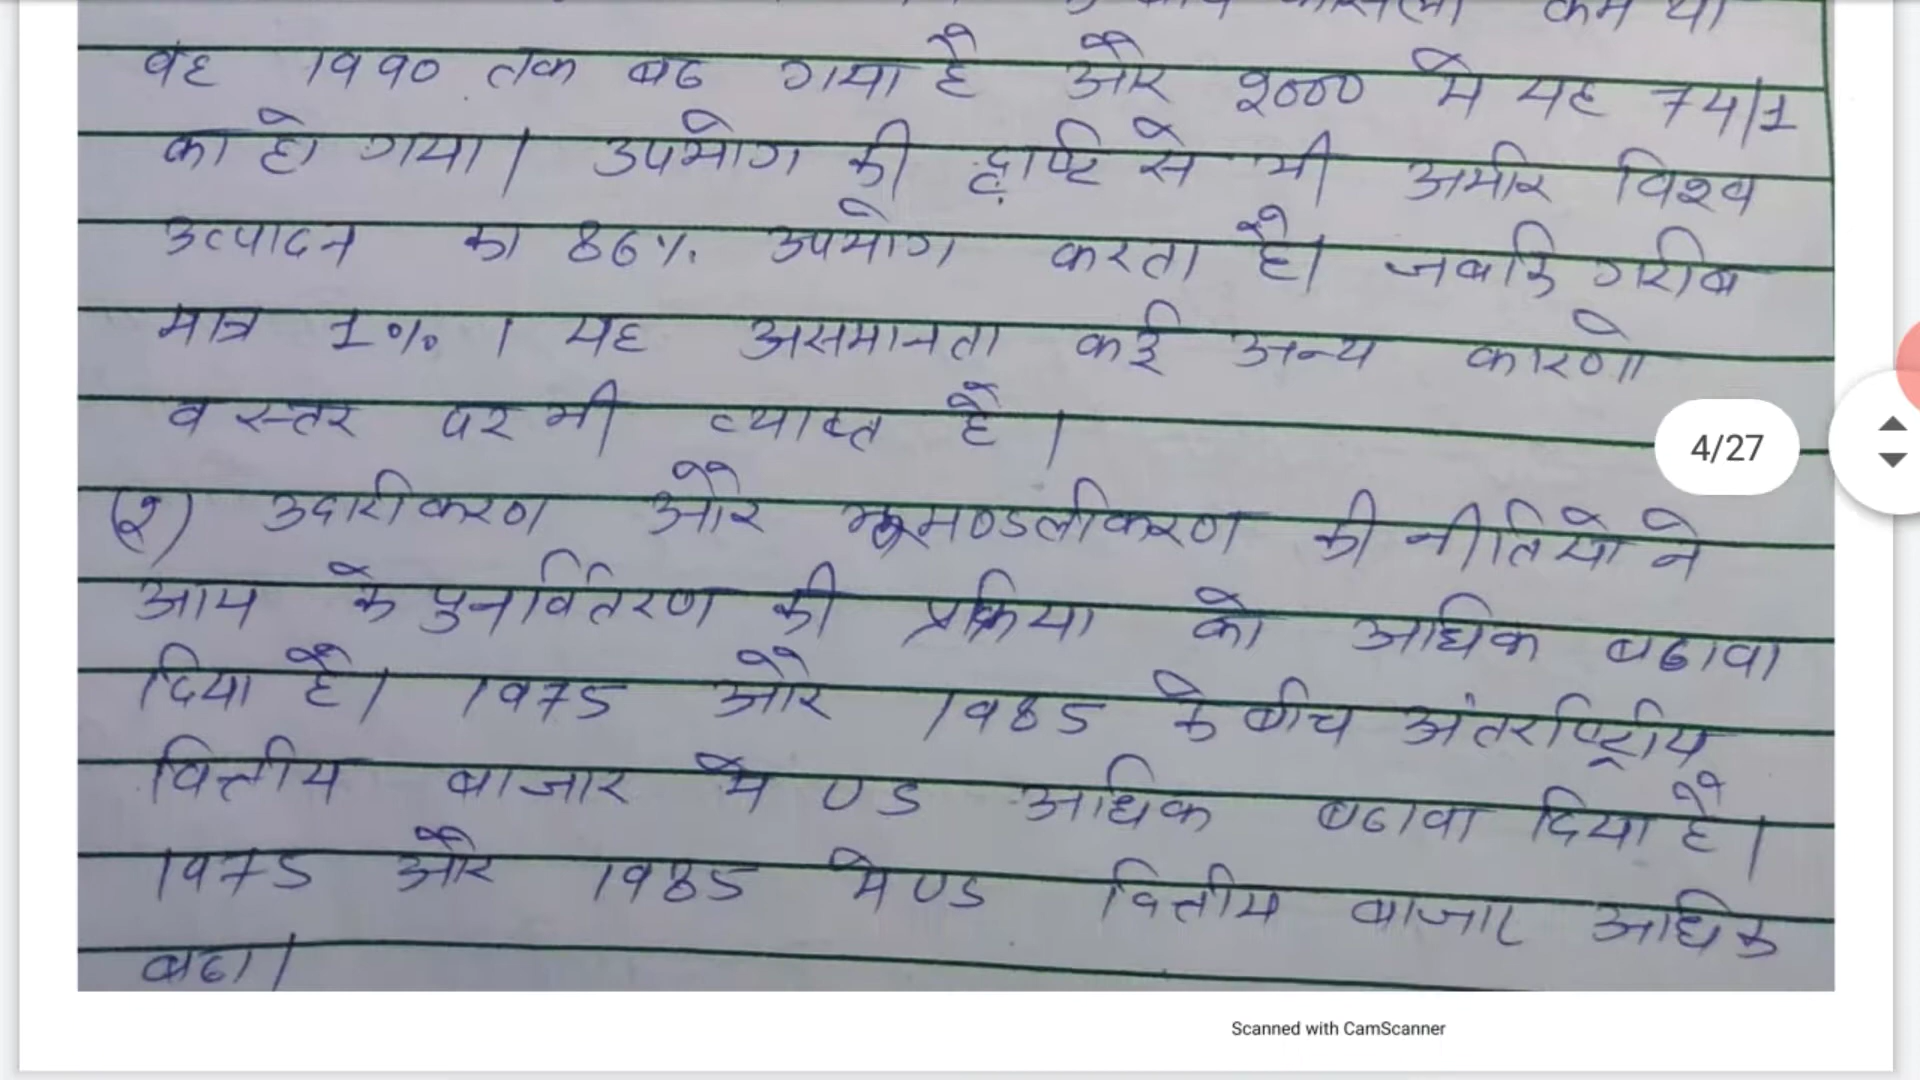 कम था
वह 1990 तक बढ गया है और 2000 मे यह 74/1
का हो गया। उपभोग की दृष्टि से भी अमीर विश्व
उत्पादन का 86% उपभोग करता है। जबकि गरीब
मात्र 1%। यह असमानता कई अन्य कारणो
व स्तर पर भी व्याप्त है।
(2) उदारीकरण और भूमण्डलीकरण की नीतियो ने
आय के पुनर्वितरण की प्रक्रिया को अधिक बढावा
दिया है। 1975 और 1985 के बीच अंतर्राष्ट्रीय
वित्तीय बाजार मे US अधिक बढावा दिया है।
1975 और 1985 मे US वित्तीय बाजार अधिक
बढा।
4/27
Scanned with CamScanner